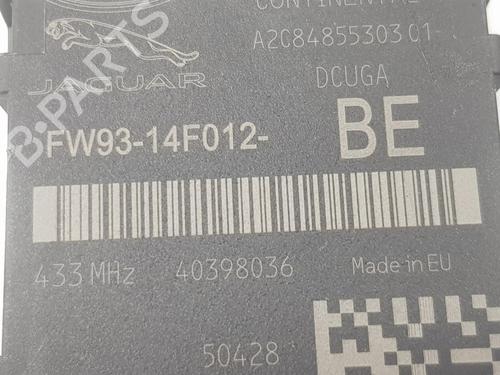 CONTINENTAL
A2C84855303 01-
JAGUAR
DCUGA
FW93-14F012-
BE
433 MHz
40398036
Made in EU
50428
B-PARTS